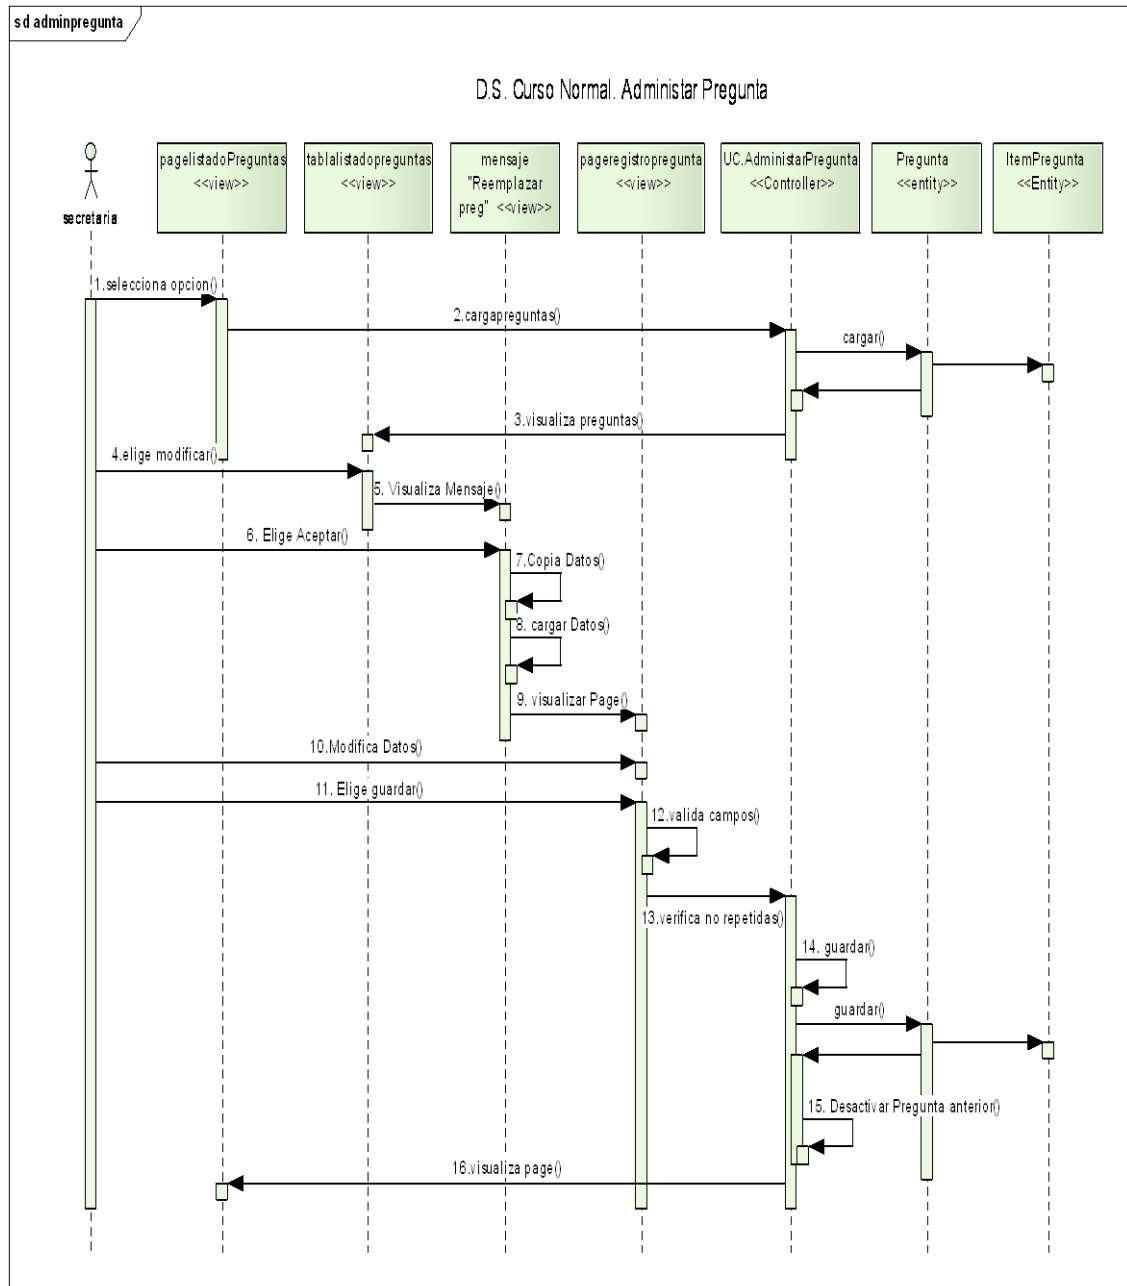 sd adminpregunta
D.S. Curso Normal. Administar Pregunta
secretaria
pagelistadoPreguntas
<<view>>
tablalistadopreguntas
<<view>>
mensaje
"Reemplazar
preg" <<view>>
pageregistropregunta
<<view>>
UC.AdministarPregunta
<<Controller>>
Pregunta
<<entity>>
ItemPregunta
<<Entity>>
1.selecciona opcion()
2.cargapreguntas()
cargar()
3.visualiza preguntas()
4.elige modificar()
5. Visualiza Mensaje()
6. Elige Aceptar()
7.Copia Datos()
8. cargar Datos()
9. visualizar Page()
10.Modifica Datos()
11. Elige guardar()
12.valida campos()
13.verifica no repetidas()
14. guardar()
guardar()
15. Desactivar Pregunta anterior()
16.visualiza page()